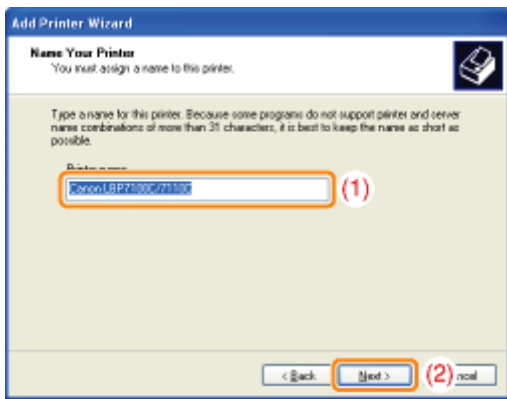 Add Printer Wizard
Name Your Printer
You must assign a name to this printer.
Type a name for this printer. Because some programs do not support printer and server
name combinations of more than 31 characters, it is best to keep the name as short as
possible.
Printer name
Canon LBP7100C/7110C
(1)
< Back
Next >
(2)